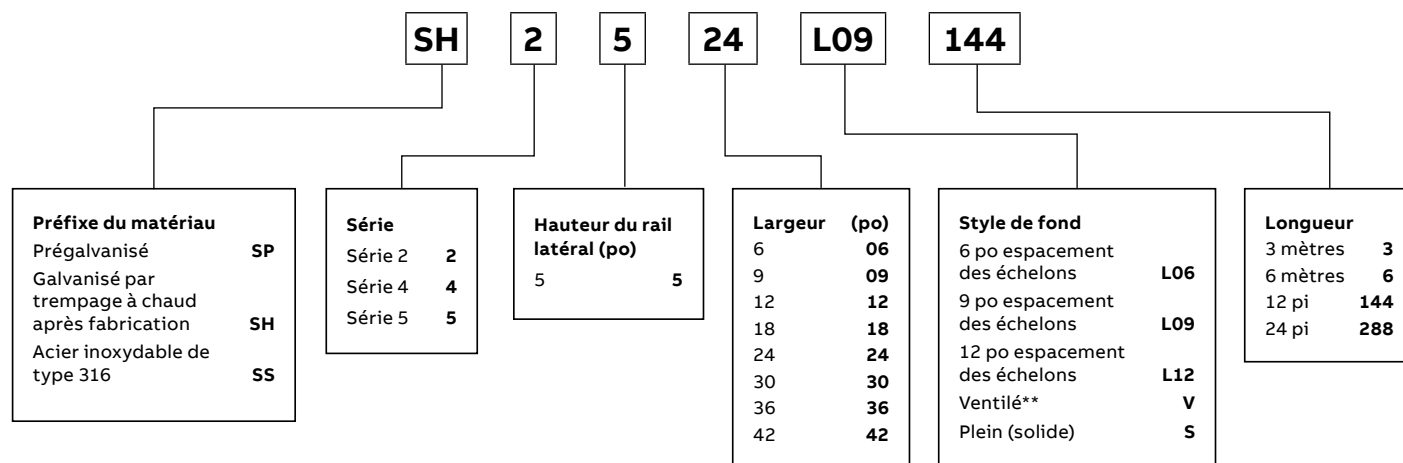 SH 2 5 24 L09 144
Préfixe du matériau
Prégalvanisé SP
Galvanisé par
trempage à chaud
après fabrication SH
Acier inoxydable de
type 316 SS
Série
Série 2 2
Série 4 4
Série 5 5
Hauteur du rail
latéral (po)
5 5
Largeur (po)
6 06
9 09
12 12
18 18
24 24
30 30
36 36
42 42
Style de fond
6 po espacement
des échelons L06
9 po espacement
des échelons L09
12 po espacement
des échelons L12
Ventilé** V
Plein (solide) S
Longueur
3 mètres 3
6 mètres 6
12 pi 144
24 pi 288